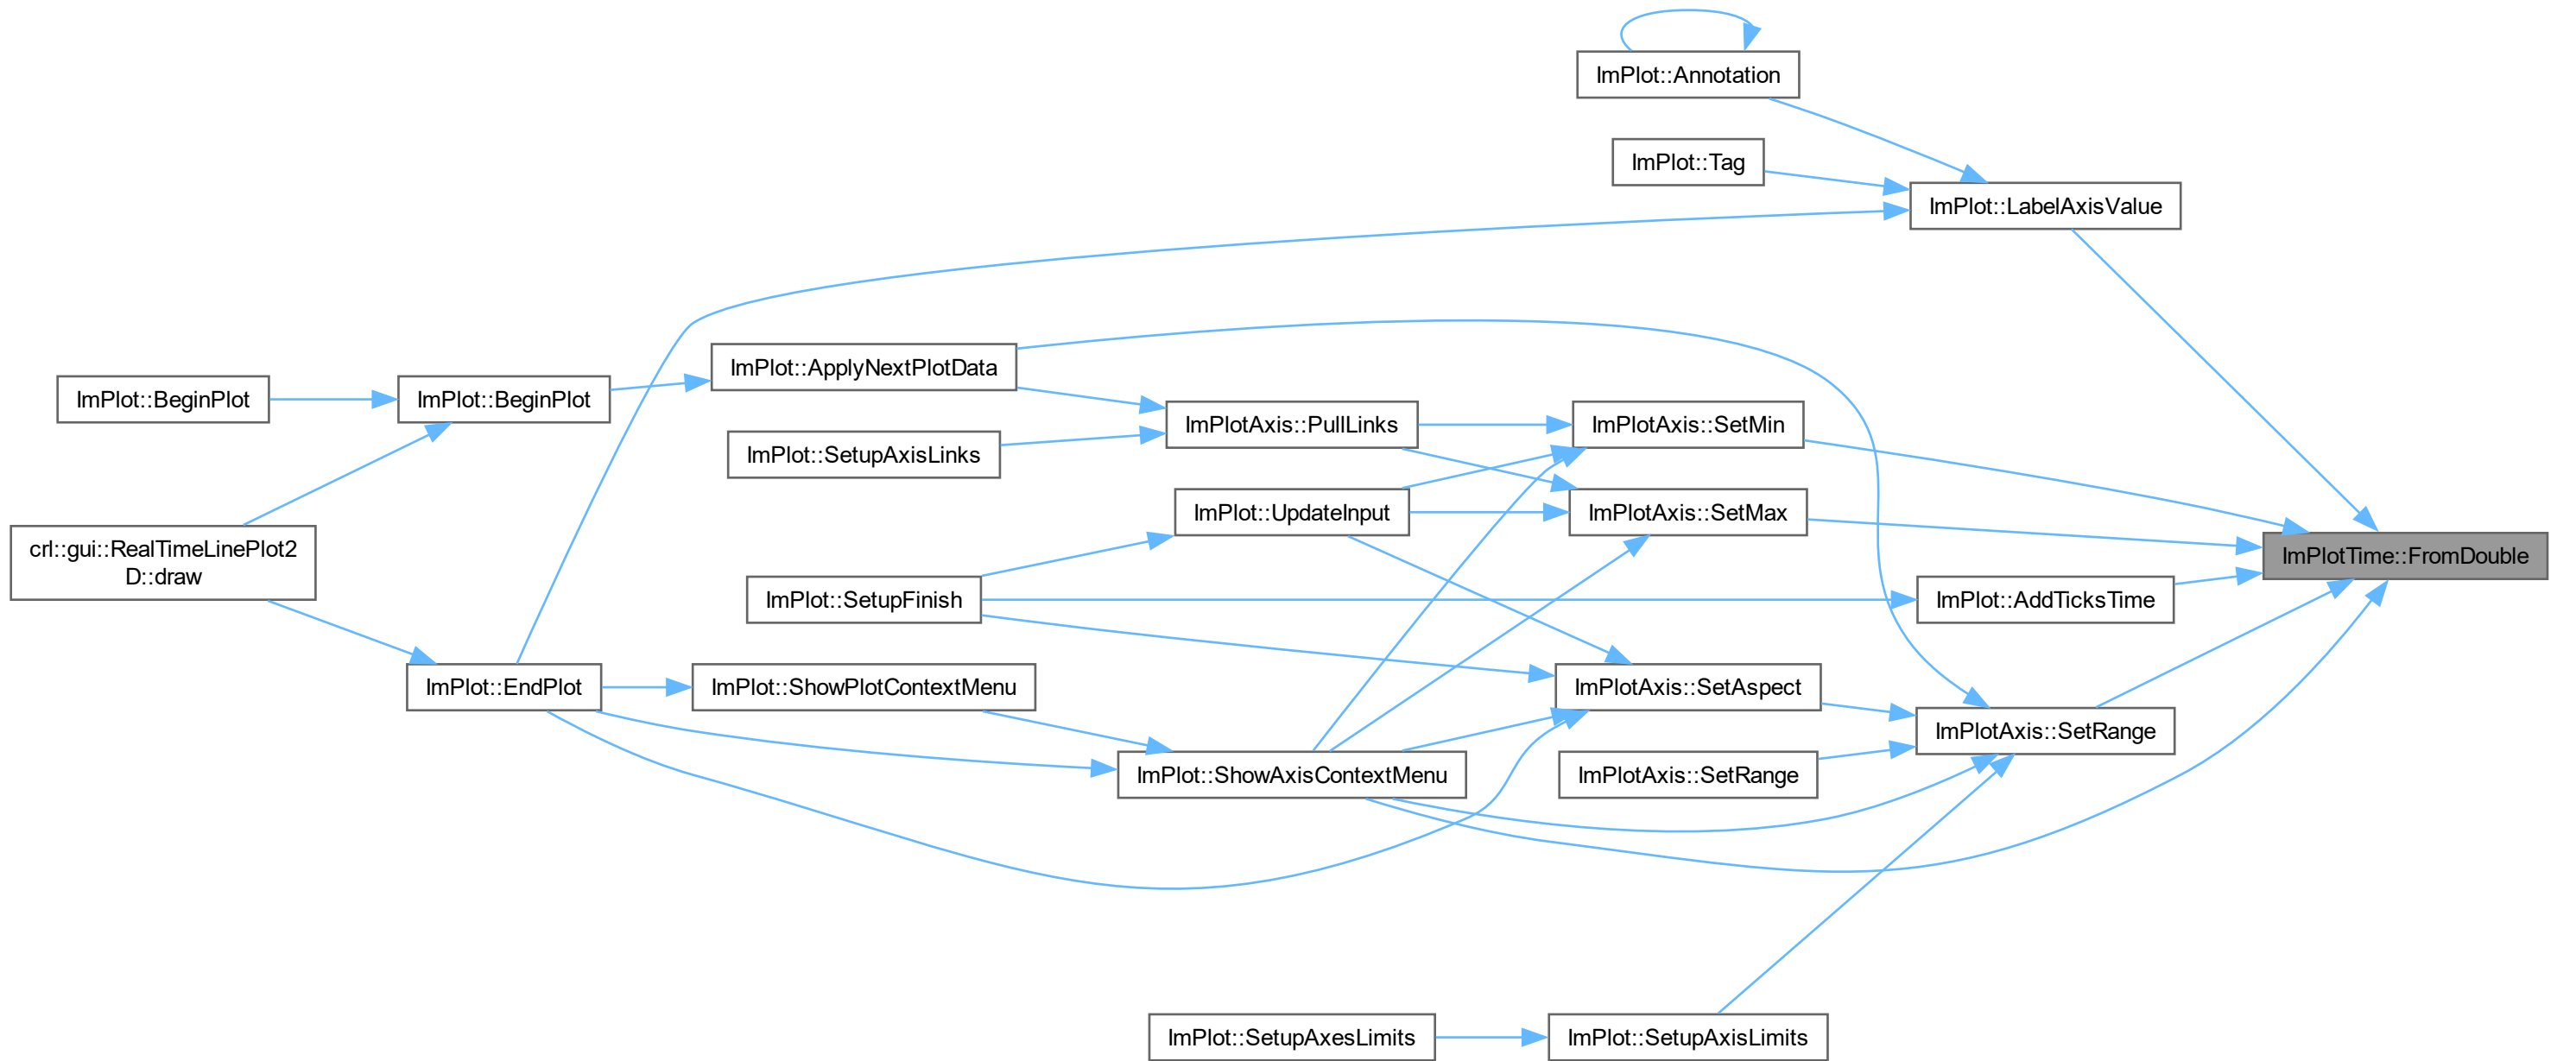 ImPlot::Annotation
ImPlot::Tag
ImPlot::LabelAxisValue
ImPlot::ApplyNextPlotData
ImPlot::BeginPlot
ImPlot::BeginPlot
ImPlotAxis::PullLinks
ImPlotAxis::SetMin
ImPlot::SetupAxisLinks
ImPlot::UpdateInput
ImPlotAxis::SetMax
crl::gui::RealTimeLinePlot2
D::draw
ImPlotTime::FromDouble
ImPlot::SetupFinish
ImPlot::AddTicksTime
ImPlot::EndPlot
ImPlot::ShowPlotContextMenu
ImPlotAxis::SetAspect
ImPlotAxis::SetRange
ImPlot::ShowAxisContextMenu
ImPlotAxis::SetRange
ImPlot::SetupAxesLimits
ImPlot::SetupAxisLimits